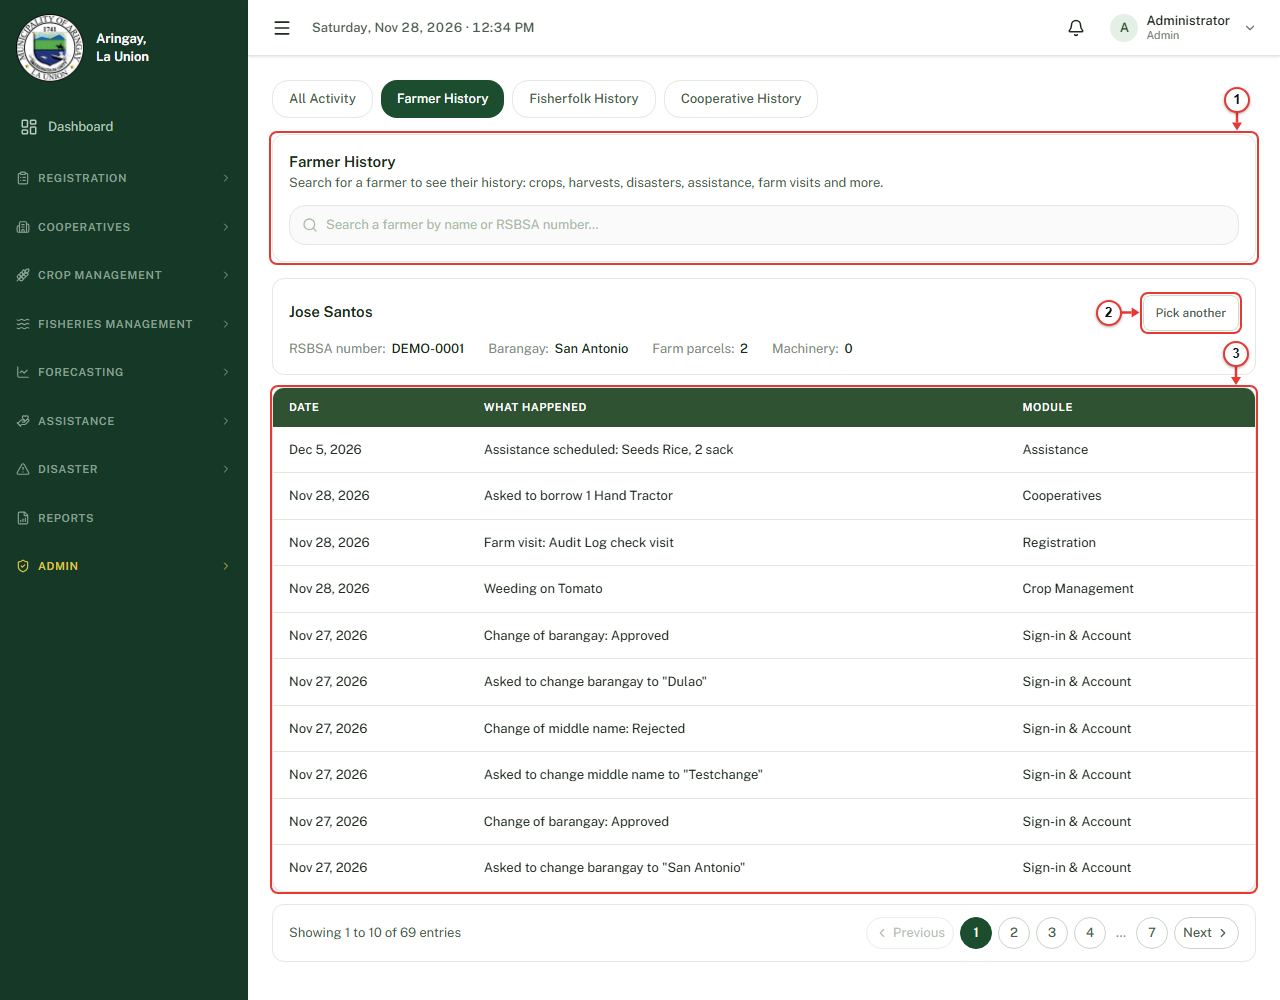 MUNICIPALITY OF ARINGAY
1741
LA UNION
Aringay,
La Union
Saturday, Nov 28, 2026 · 12:34 PM
A
Administrator
Admin
Dashboard
REGISTRATION
COOPERATIVES
CROP MANAGEMENT
FISHERIES MANAGEMENT
FORECASTING
ASSISTANCE
DISASTER
REPORTS
ADMIN
All Activity
Farmer History
Fisherfolk History
Cooperative History
1
Farmer History
Search for a farmer to see their history: crops, harvests, disasters, assistance, farm visits and more.
Search a farmer by name or RSBSA number...
Jose Santos
2
Pick another
RSBSA number: DEMO-0001 Barangay: San Antonio Farm parcels: 2 Machinery: 0
3
DATE WHAT HAPPENED MODULE
Dec 5, 2026 Assistance scheduled: Seeds Rice, 2 sack Assistance
Nov 28, 2026 Asked to borrow 1 Hand Tractor Cooperatives
Nov 28, 2026 Farm visit: Audit Log check visit Registration
Nov 28, 2026 Weeding on Tomato Crop Management
Nov 27, 2026 Change of barangay: Approved Sign-in & Account
Nov 27, 2026 Asked to change barangay to "Dulao" Sign-in & Account
Nov 27, 2026 Change of middle name: Rejected Sign-in & Account
Nov 27, 2026 Asked to change middle name to "Testchange" Sign-in & Account
Nov 27, 2026 Change of barangay: Approved Sign-in & Account
Nov 27, 2026 Asked to change barangay to "San Antonio" Sign-in & Account
Showing 1 to 10 of 69 entries
Previous 1 2 3 4 ... 7 Next